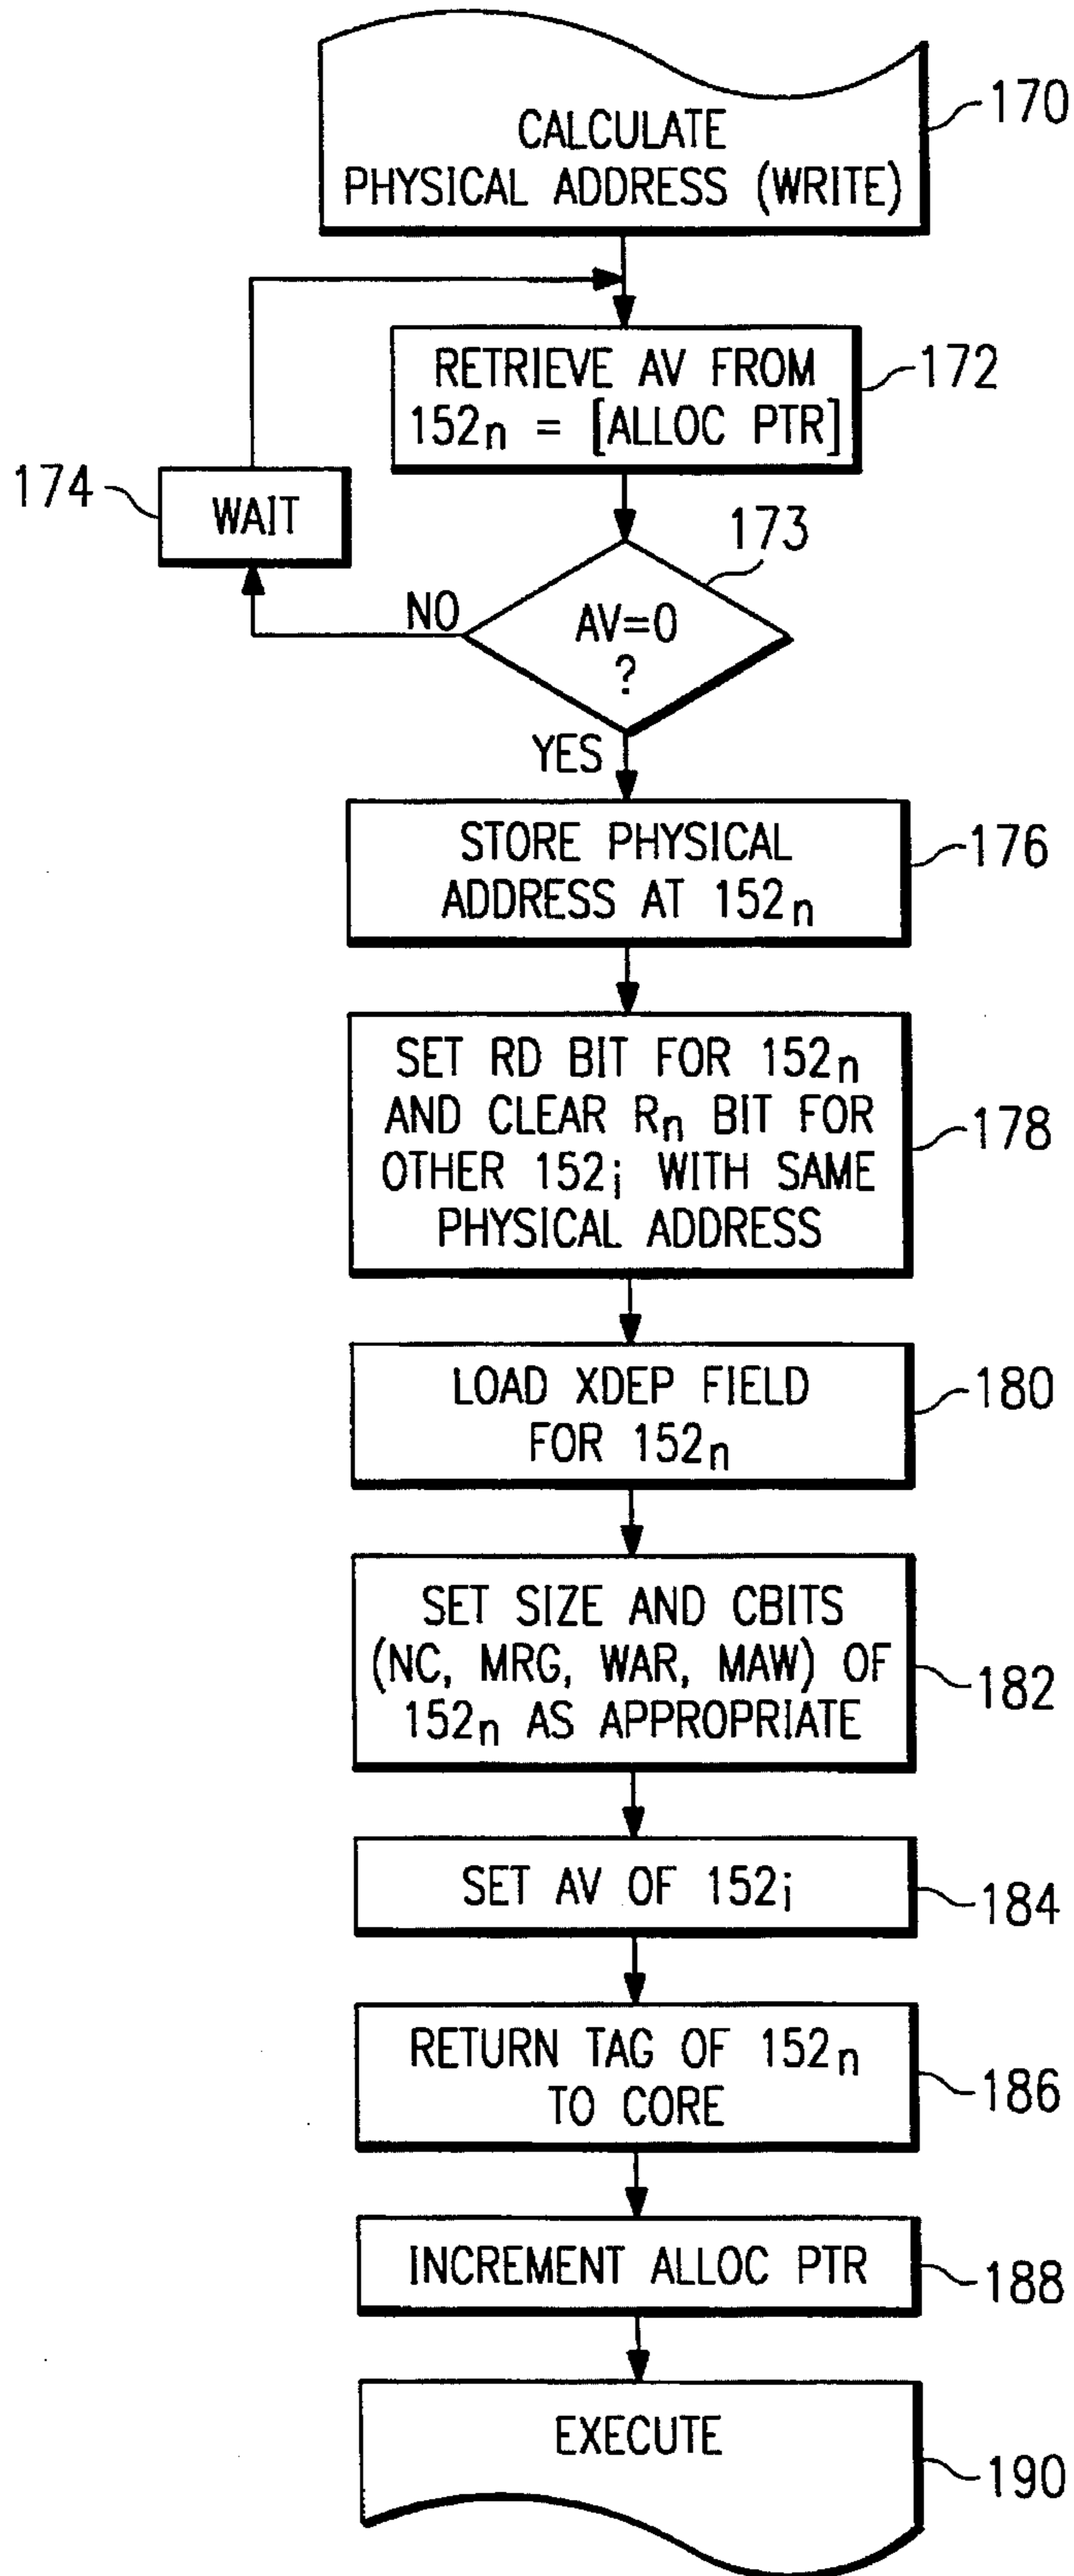 CALCULATE
PHYSICAL ADDRESS (WRITE)
170
RETRIEVE AV FROM
152n = [ALLOC PTR]
172
174
WAIT
173
NO
AV=0
?
YES
STORE PHYSICAL
ADDRESS AT 152n
176
SET RD BIT FOR 152n
AND CLEAR Rn BIT FOR
OTHER 152i WITH SAME
PHYSICAL ADDRESS
178
LOAD XDEP FIELD
FOR 152n
180
SET SIZE AND CBITS
(NC, MRG, WAR, MAW) OF
152n AS APPROPRIATE
182
SET AV OF 152i
184
RETURN TAG OF 152n
TO CORE
186
INCREMENT ALLOC PTR
188
EXECUTE
190